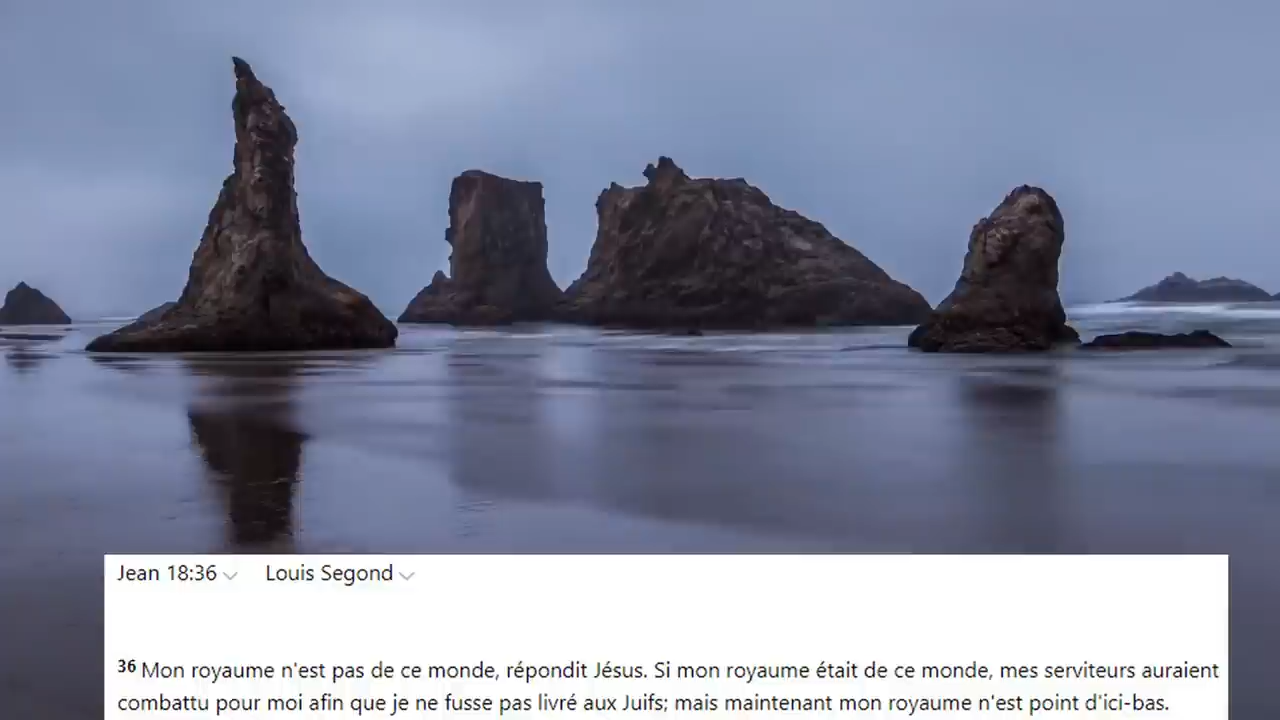 Jean 18:36 Louis Segond
36 Mon royaume n'est pas de ce monde, répondit Jésus. Si mon royaume était de ce monde, mes serviteurs auraient
combattu pour moi afin que je ne fusse pas livré aux Juifs; mais maintenant mon royaume n'est point d'ici-bas.